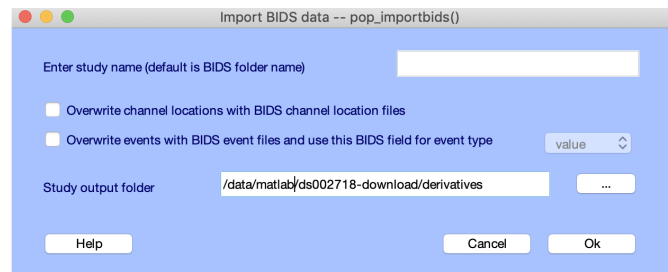 Import BIDS data -- pop_importbids()
Enter study name (default is BIDS folder name)
Overwrite channel locations with BIDS channel location files
Overwrite events with BIDS event files and use this BIDS field for event type value
Study output folder /data/matlab/ds002718-download/derivatives ...
Help Cancel Ok